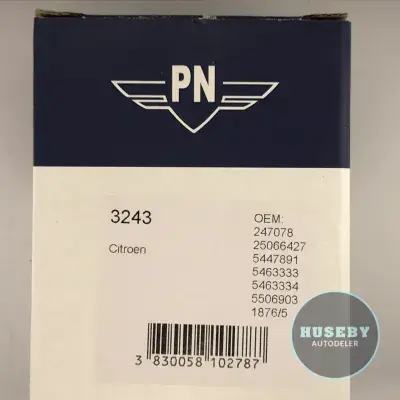 PN
3243
Citroen
OEM:
247078
25066427
5447891
5463333
5463334
5506903
1876/5
3 830058 102787
HUSEBY
AUTODELER